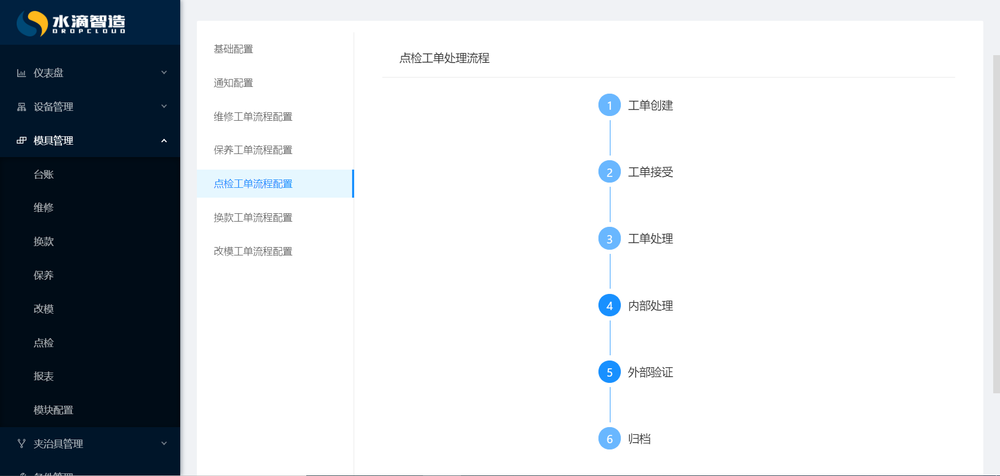 水滴智造
DROPCLOUD
仪表盘
设备管理
模具管理
台账
维修
换款
保养
改模
点检
报表
模块配置
夹治具管理
备件管理
基础配置
通知配置
维修工单流程配置
保养工单流程配置
点检工单流程配置
换款工单流程配置
改模工单流程配置
点检工单处理流程
1 工单创建
2 工单接受
3 工单处理
4 内部处理
5 外部验证
6 归档